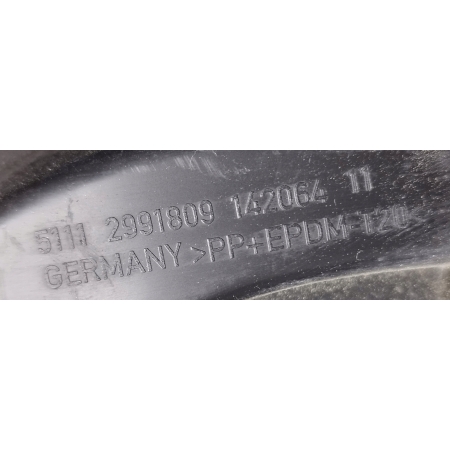 5111 2991809 142064 11
GERMANY >PP+EPDM-T20<